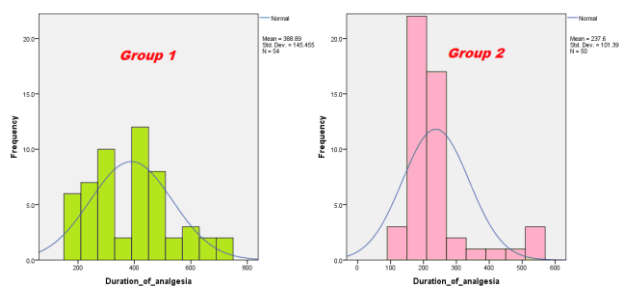 Normal
Mean = 388.89
Std. Dev. = 145.455
N = 54
Group 1
20.0
15.0
10.0
5.0
0.0
Frequency
200
400
600
800
Duration_of_analgesia
Normal
Mean = 237.6
Std. Dev. = 101.39
N = 50
Group 2
20.0
15.0
10.0
5.0
0.0
Frequency
0
100
200
300
400
500
600
Duration_of_analgesia